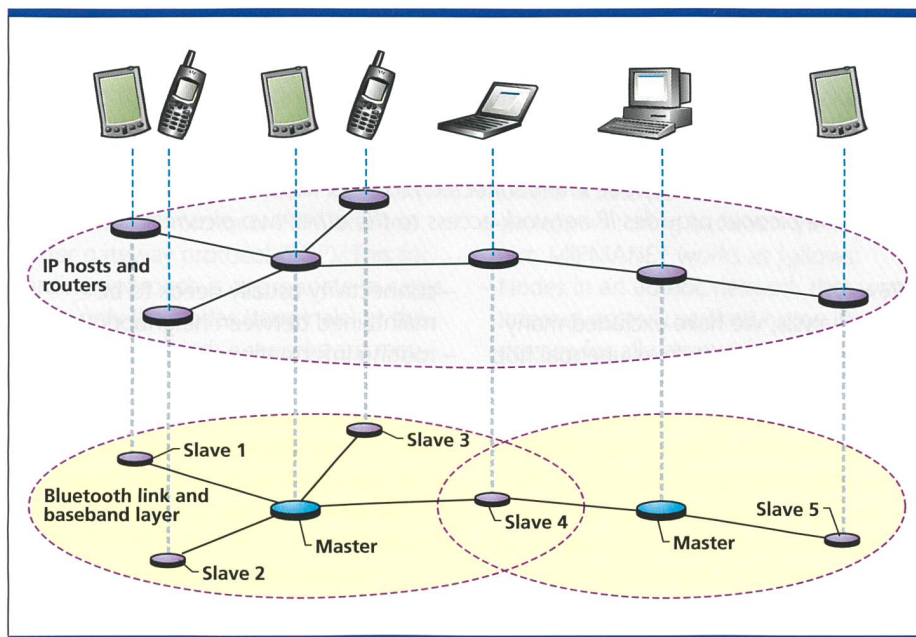 IP hosts and
routers
Slave 1
Slave 3
Bluetooth link and
baseband layer
Slave 4
Slave 5
Master
Master
Slave 2